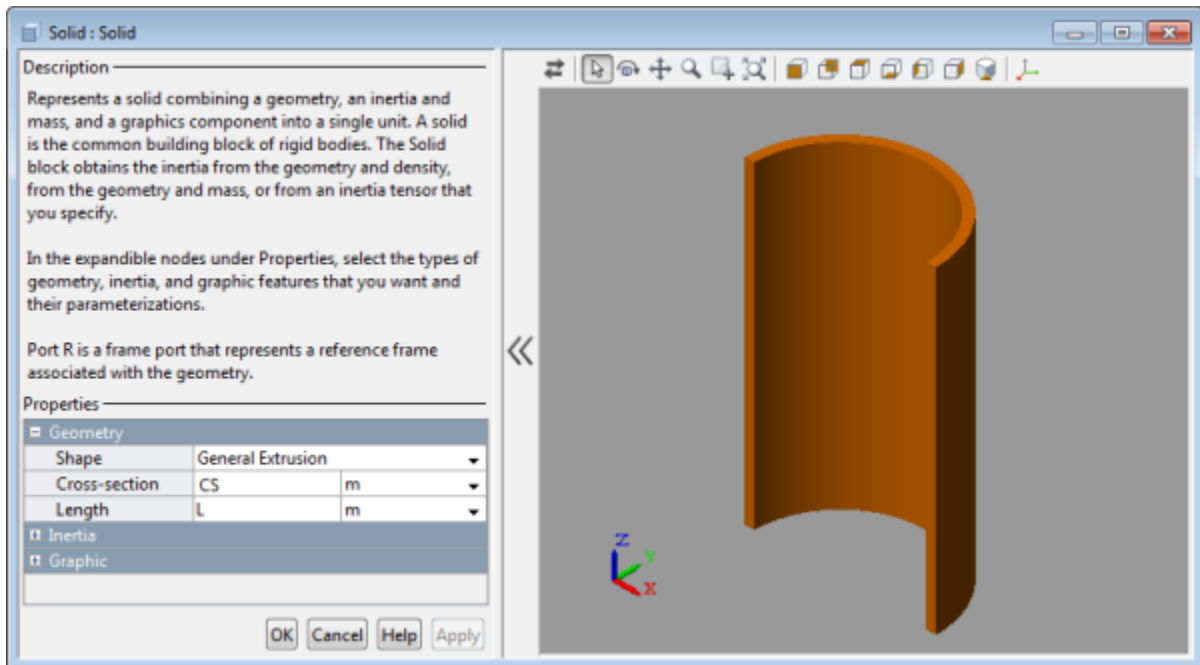 Solid : Solid
Description
Represents a solid combining a geometry, an inertia and
mass, and a graphics component into a single unit. A solid
is the common building block of rigid bodies. The Solid
block obtains the inertia from the geometry and density,
from the geometry and mass, or from an inertia tensor that
you specify.
In the expandible nodes under Properties, select the types of
geometry, inertia, and graphic features that you want and
their parameterizations.
Port R is a frame port that represents a reference frame
associated with the geometry.
Properties
Geometry
Shape General Extrusion
Cross-section CS m
Length L m
Inertia
Graphic
OK Cancel Help Apply
Z
Y
X